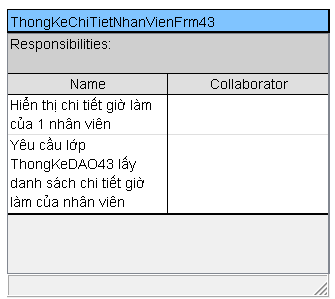 ThongKeChiTietNhanVienFrm43
Responsibilities:
Name Collaborator
Hiển thị chi tiết giờ làm
của 1 nhân viên
Yêu cầu lớp
ThongKeDAO43 lấy
danh sách chi tiết giờ
làm của nhân viên